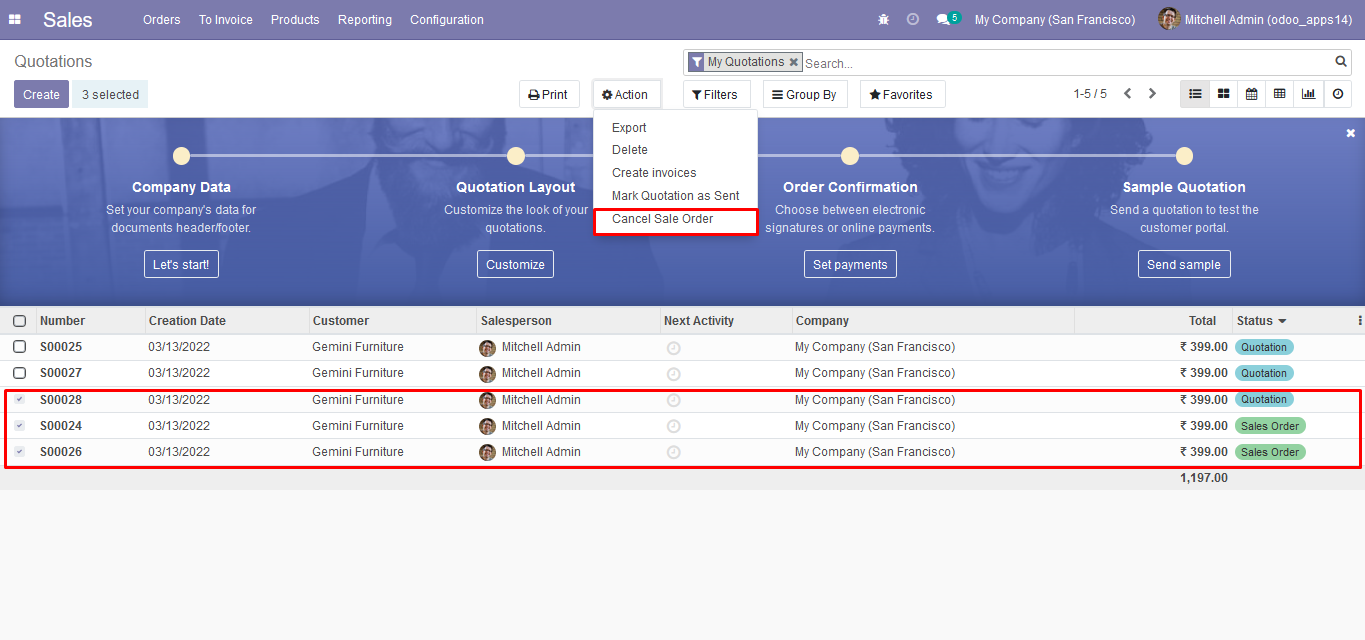 Sales Orders To Invoice Products Reporting Configuration 5 My Company (San Francisco) Mitchell Admin (odoo_apps14)
Quotations My Quotations Search...
Create 3 selected Print Action Filters Group By Favorites 1-5 / 5
Export
Delete
Create invoices
Mark Quotation as Sent
Cancel Sale Order
Company Data
Set your company's data for
documents header/footer.
Let's start!
Quotation Layout
Customize the look of your
quotations.
Customize
Order Confirmation
Choose between electronic
signatures or online payments.
Set payments
Sample Quotation
Send a quotation to test the
customer portal.
Send sample
Number Creation Date Customer Salesperson Next Activity Company Total Status
S00025 03/13/2022 Gemini Furniture Mitchell Admin My Company (San Francisco) ₹ 399.00 Quotation
S00027 03/13/2022 Gemini Furniture Mitchell Admin My Company (San Francisco) ₹ 399.00 Quotation
S00028 03/13/2022 Gemini Furniture Mitchell Admin My Company (San Francisco) ₹ 399.00 Quotation
S00024 03/13/2022 Gemini Furniture Mitchell Admin My Company (San Francisco) ₹ 399.00 Sales Order
S00026 03/13/2022 Gemini Furniture Mitchell Admin My Company (San Francisco) ₹ 399.00 Sales Order
1,197.00